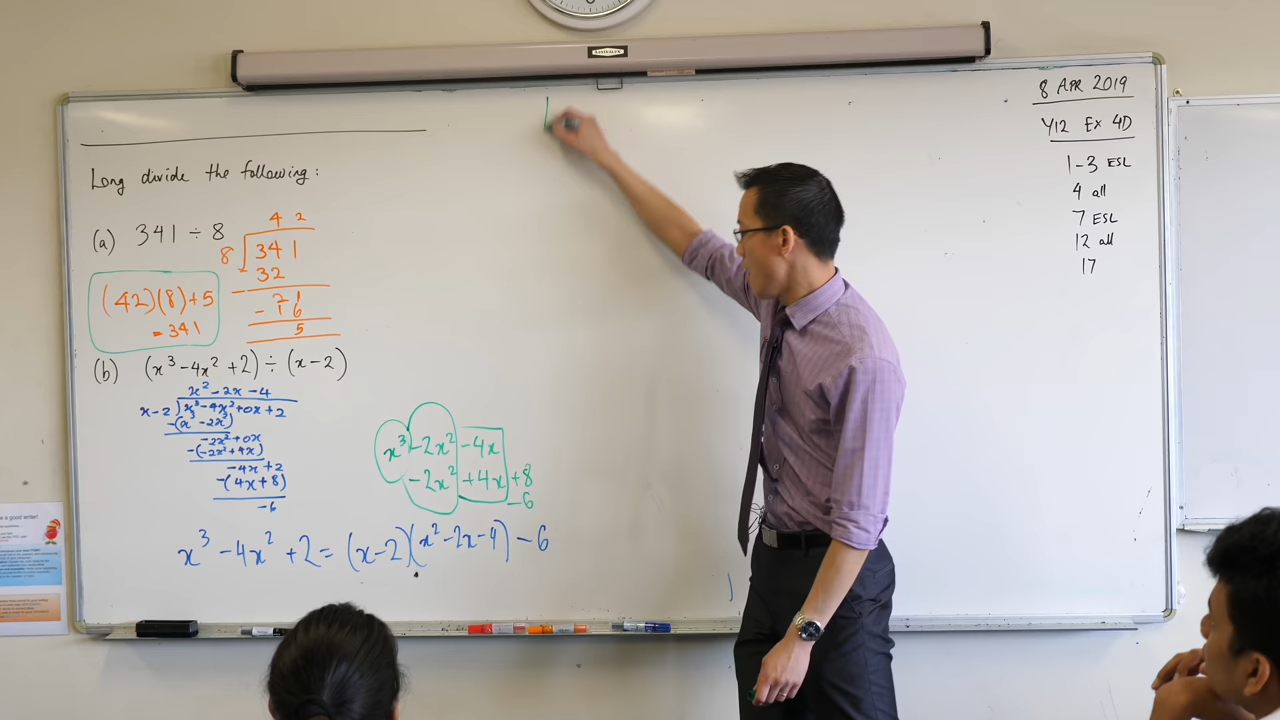 Long divide the following:
(a) 341 ÷ 8
42
8 341
32
- 21
- 16
5
(42)(8)+5
= 341
(b) (x³ - 4x² + 2) ÷ (x - 2)
x² - 2x - 4
x - 2 ) x³ - 4x² + 0x + 2
-(x³ - 2x²)
-2x² + 0x
-(-2x² + 4x)
-4x + 2
-(4x + 8)
-6
x³ - 2x² - 4x
- 2x² + 4x + 8
- 6
x³ - 4x² + 2 = (x - 2)(x² - 2x - 4) - 6
8 APR 2019
Y12 Ex 4D
1-3 ESL
4 all
7 ESL
12 all
17
e a good writer!